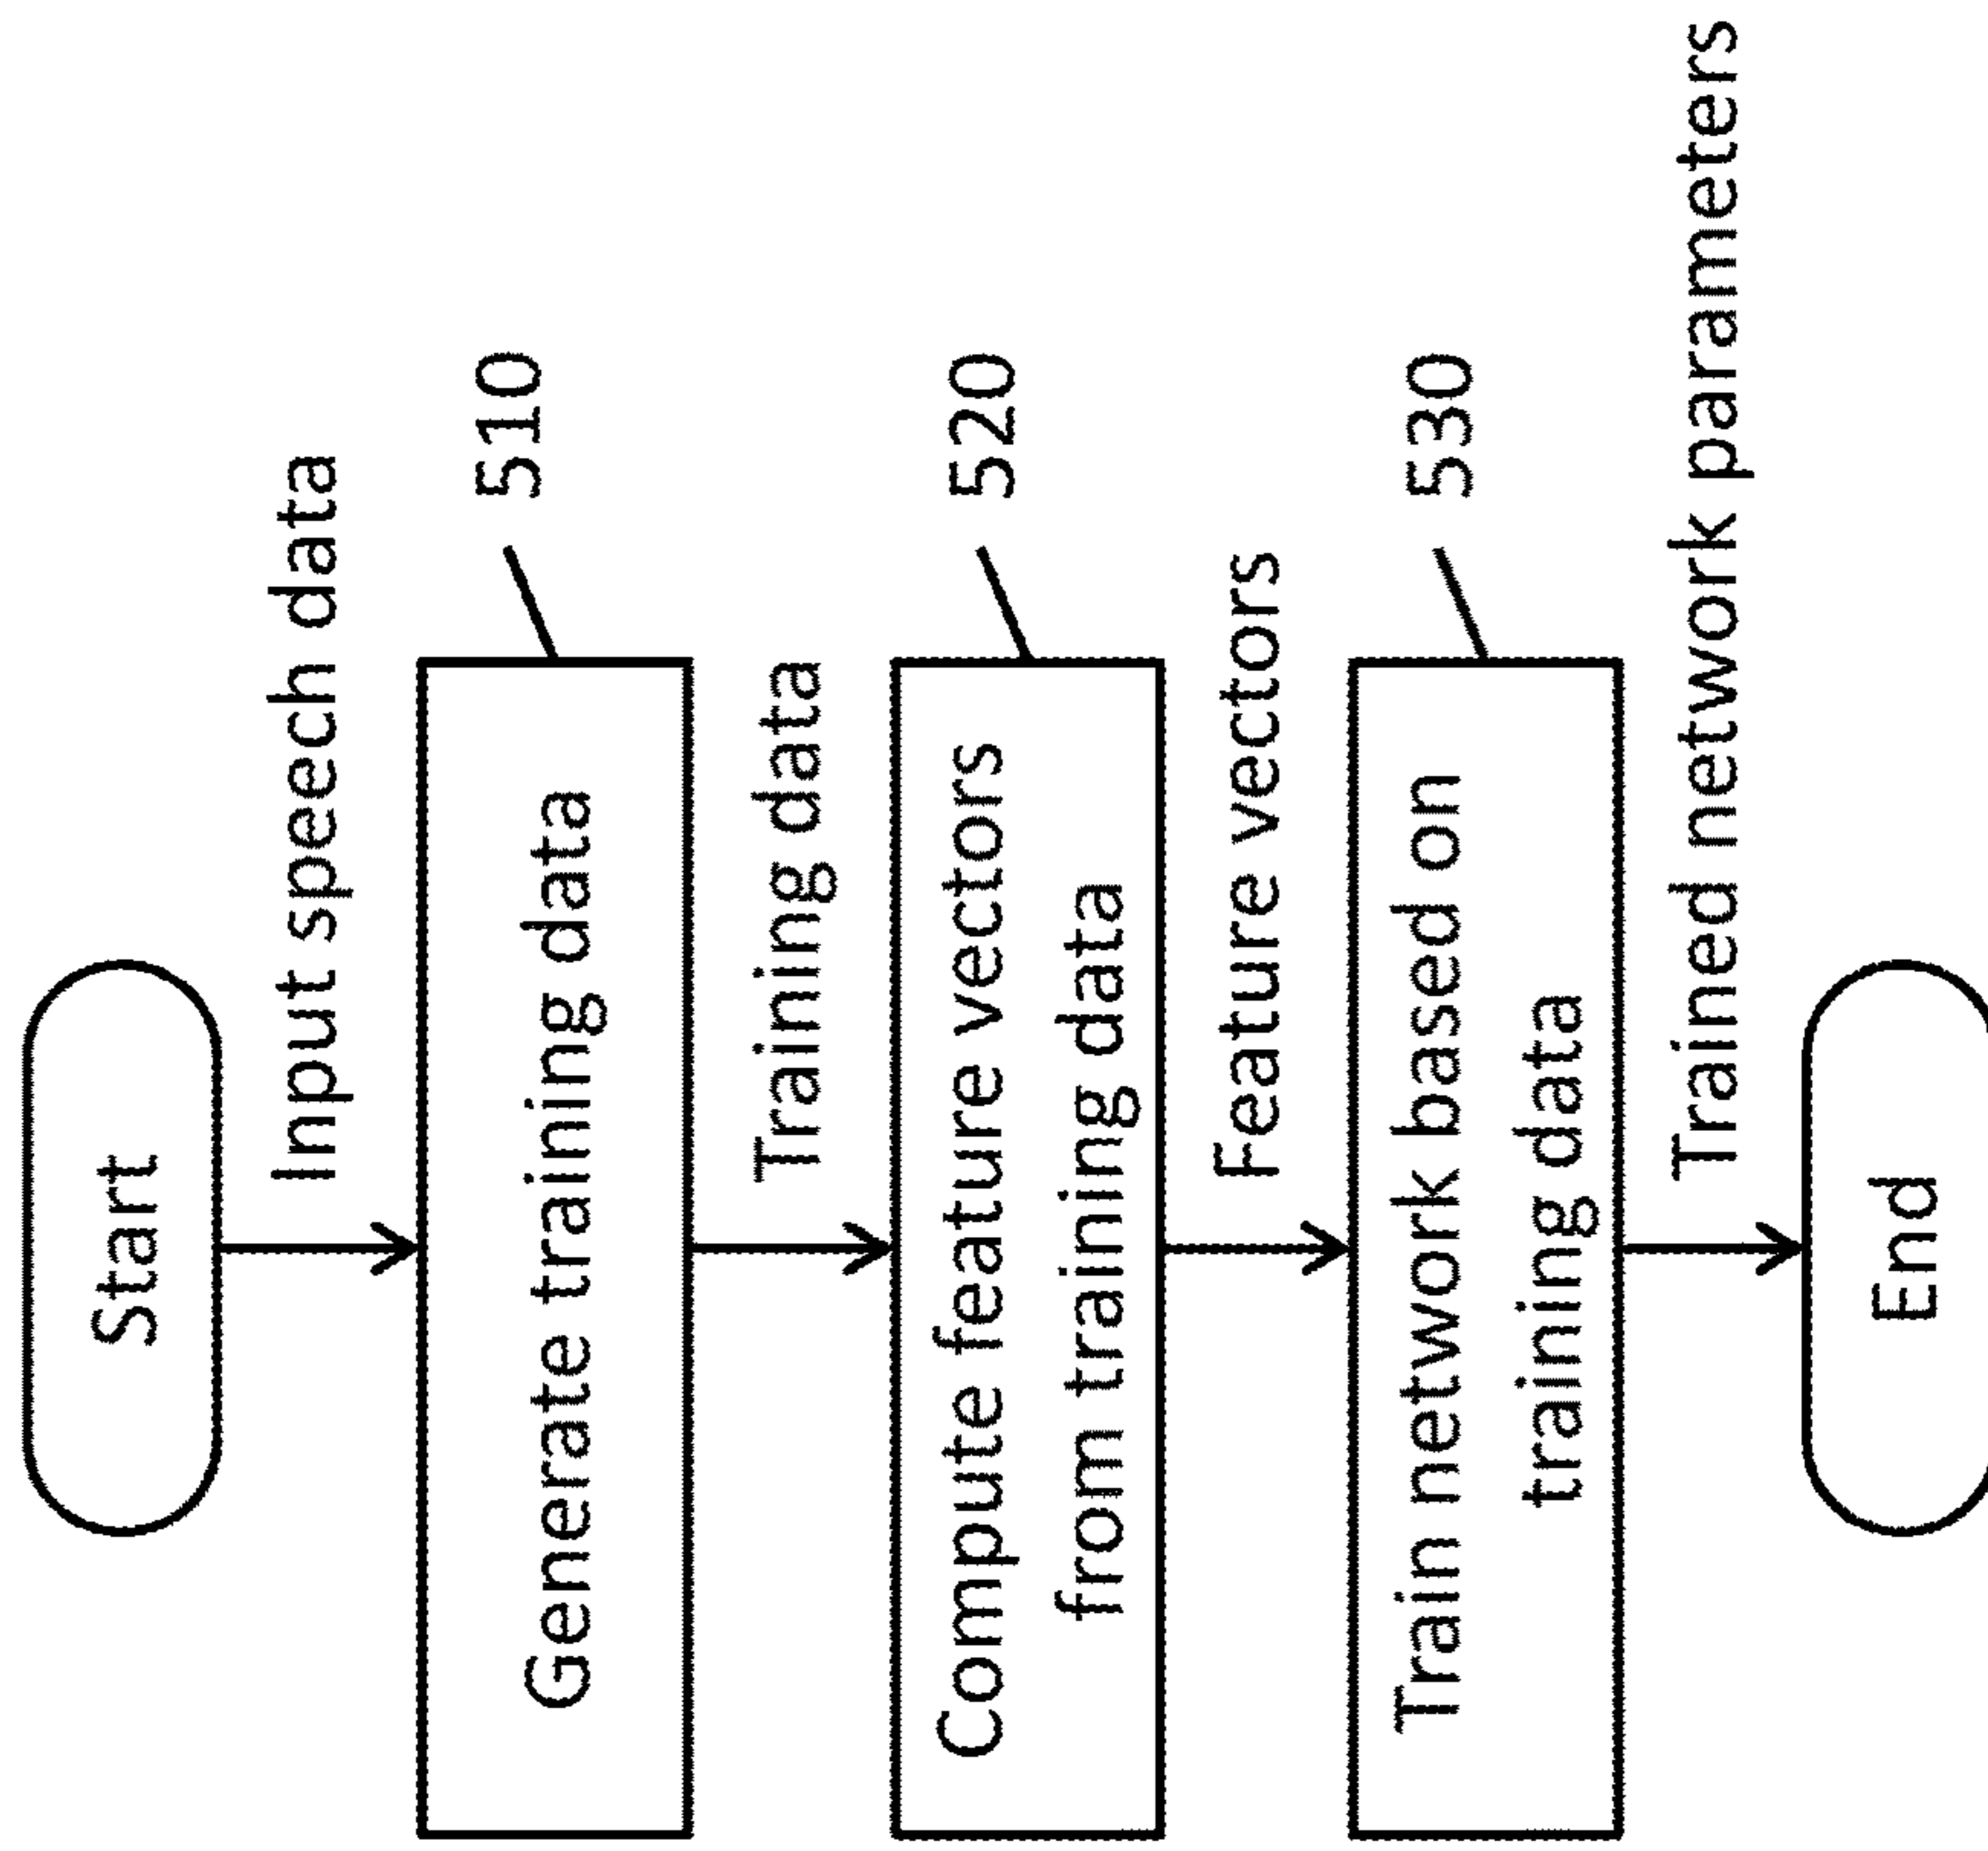 Start
Input speech data
510
Generate training data
Training data
520
Compute feature vectors
from training data
Feature vectors
530
Train network based on
training data
Trained network parameters
End